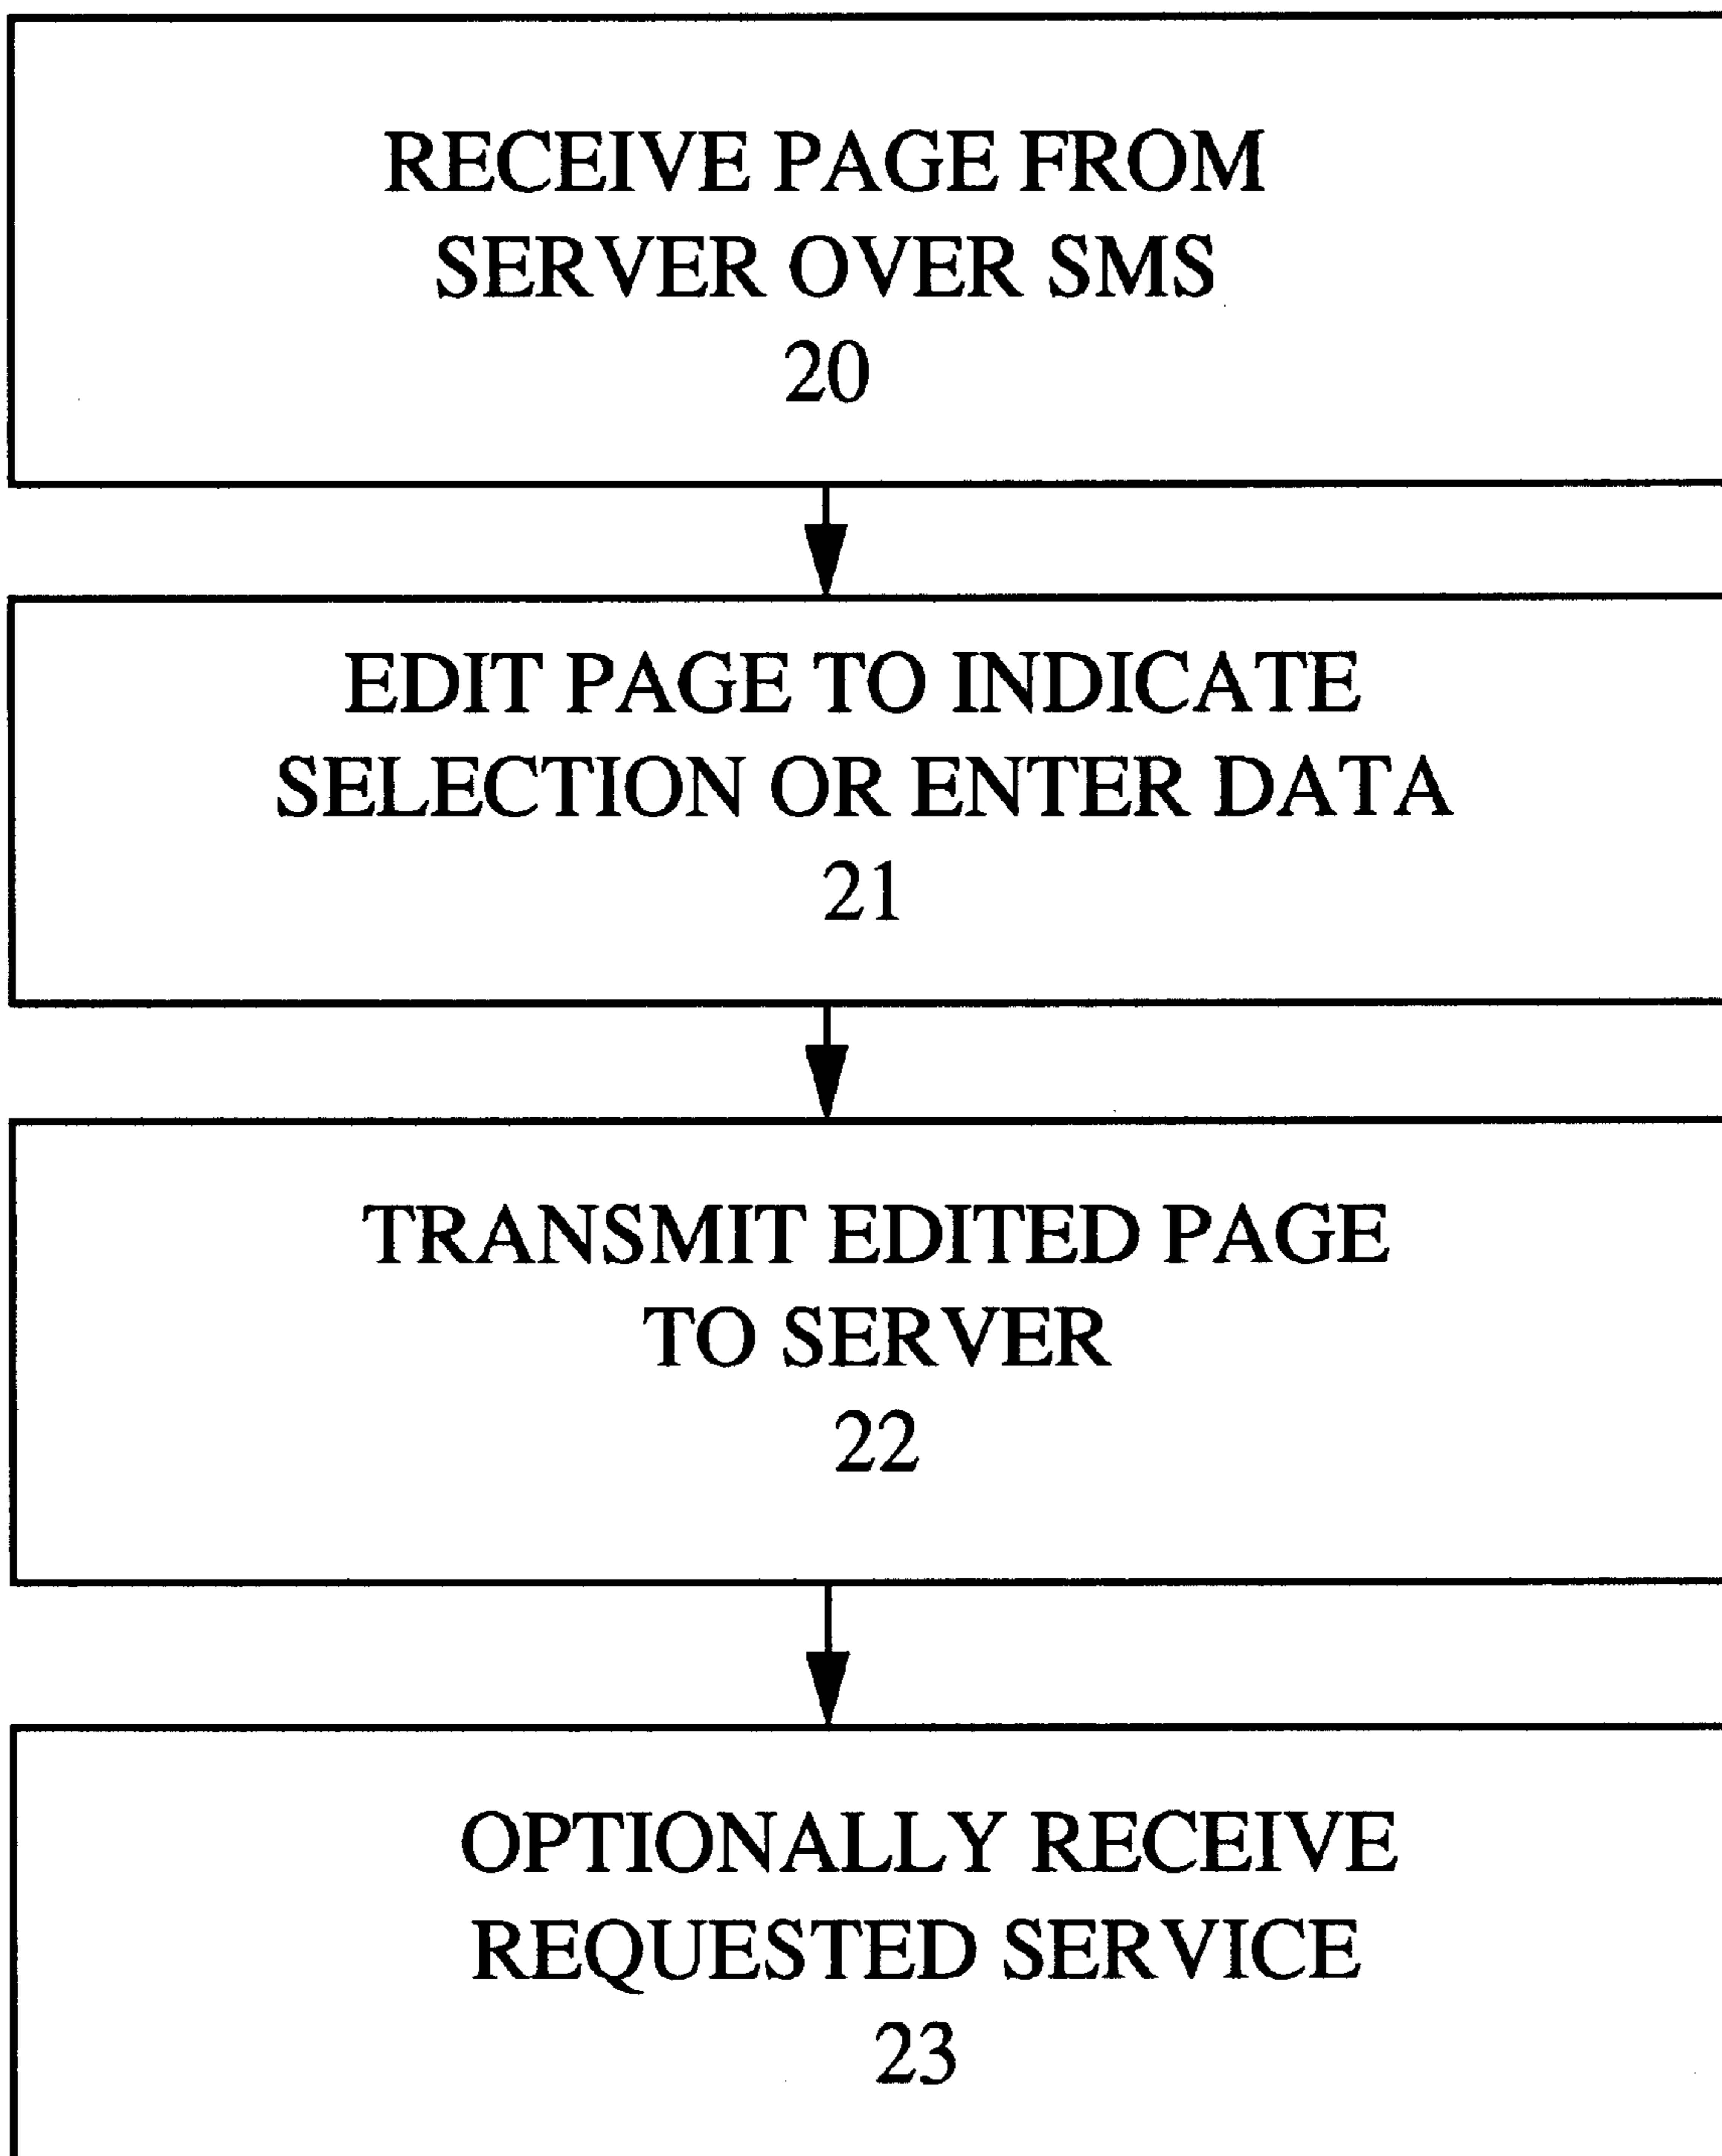 RECEIVE PAGE FROM
SERVER OVER SMS
20
EDIT PAGE TO INDICATE
SELECTION OR ENTER DATA
21
TRANSMIT EDITED PAGE
TO SERVER
22
OPTIONALLY RECEIVE
REQUESTED SERVICE
23